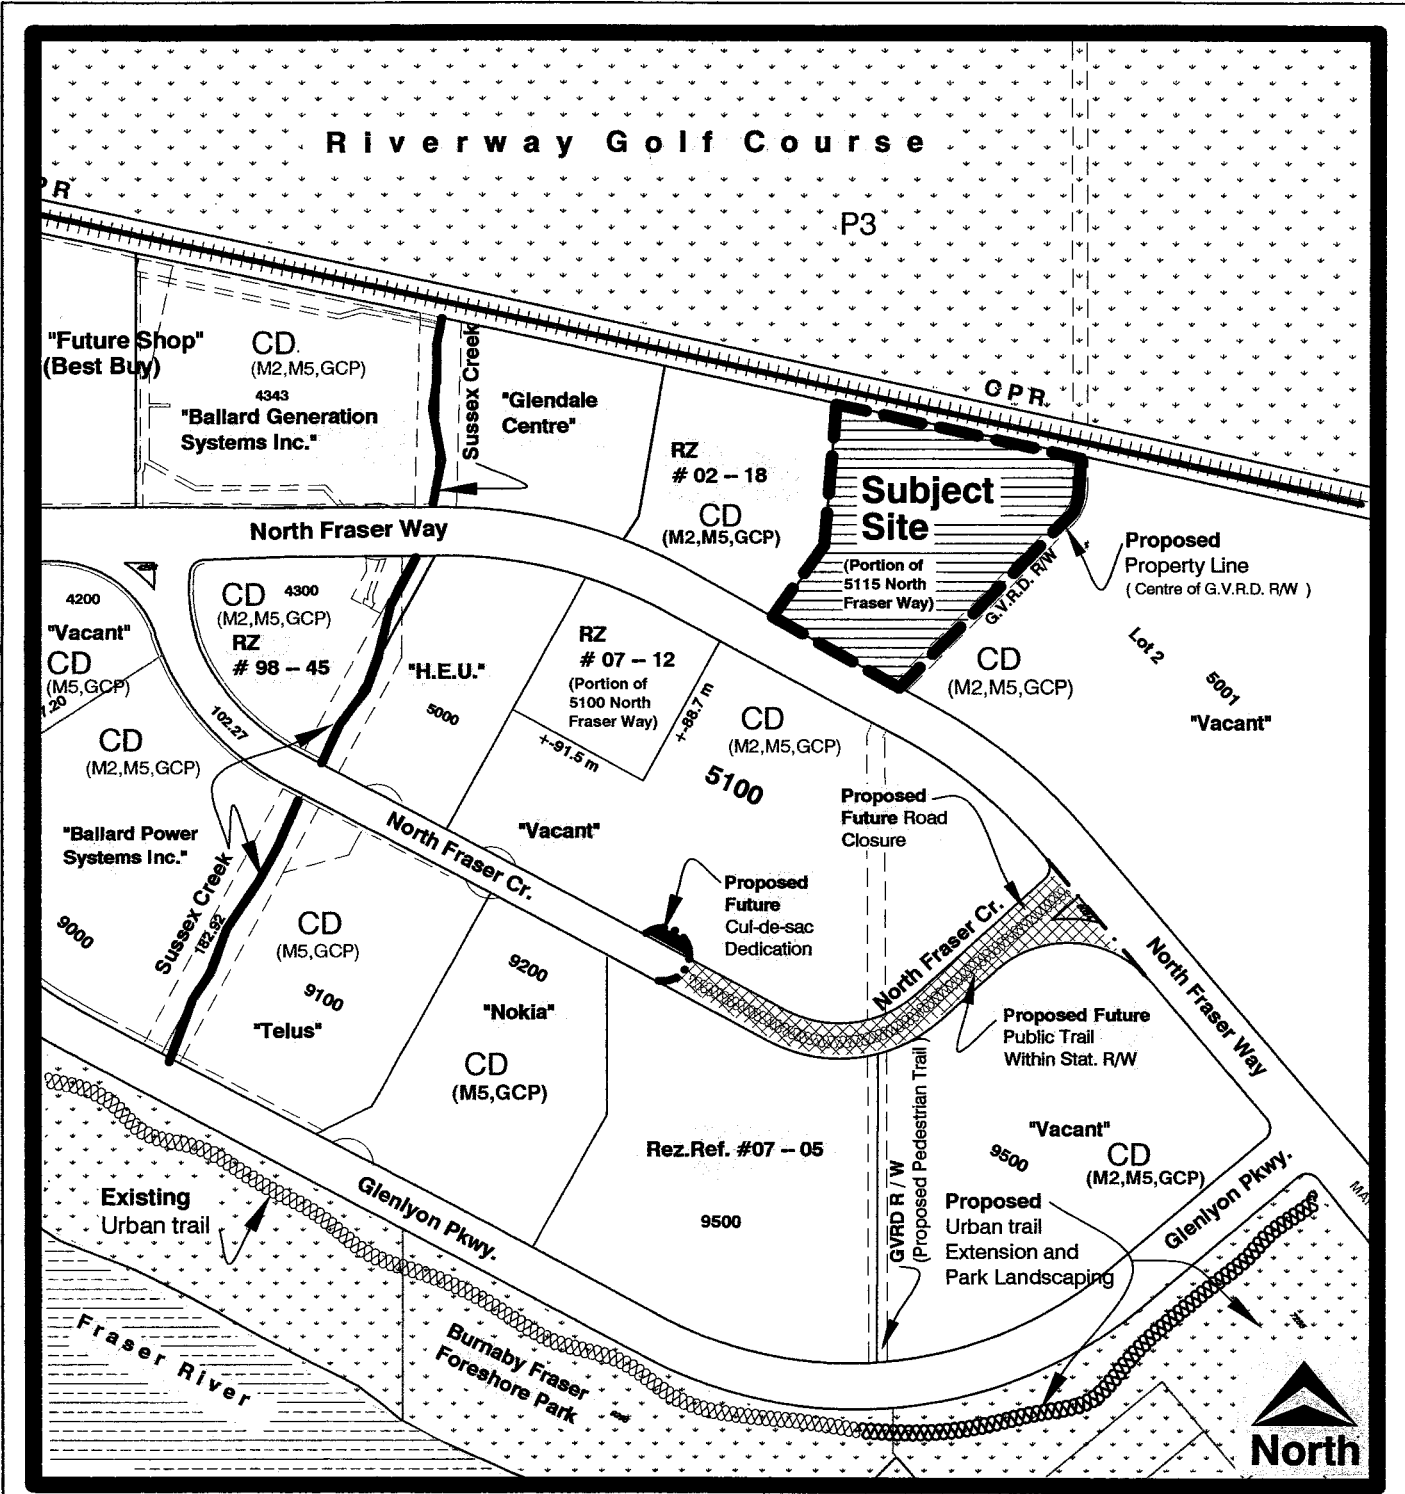 Riverway Golf Course
PR
P3
CPR
"Future Shop"
(Best Buy)
CD
(M2,M5,GCP)
4343
"Ballard Generation
Systems Inc."
Sussex Creek
"Glendale
Centre"
RZ
# 02 – 18
CD
(M2,M5,GCP)
Subject
Site
(Portion of
5115 North
Fraser Way)
G.V.R.D. R/W
Proposed
Property Line
( Centre of G.V.R.D. R/W )
North Fraser Way
4200
"Vacant"
CD
(M5,GCP)
7.20
CD 4300
(M2,M5,GCP)
RZ
# 98 – 45
"H.E.U."
5000
RZ
# 07 – 12
(Portion of
5100 North
Fraser Way)
+-91.5 m
+-88.7 m
CD
(M2,M5,GCP)
5100
CD
(M2,M5,GCP)
Lot 2
5001
"Vacant"
102.27
CD
(M2,M5,GCP)
"Ballard Power
Systems Inc."
9000
Sussex Creek
182.92
North Fraser Cr.
"Vacant"
Proposed
Future Road
Closure
Proposed
Future
Cul-de-sac
Dedication
North Fraser Cr.
North Fraser Way
CD
(M5,GCP)
9100
"Telus"
9200
"Nokia"
CD
(M5,GCP)
Proposed Future
Public Trail
Within Stat. R/W
Rez.Ref. #07 – 05
9500
GVRD R / W
(Proposed Pedestrian Trail)
"Vacant"
9500
CD
(M2,M5,GCP)
Existing
Urban trail
Glenlyon Pkwy.
Proposed
Urban trail
Extension and
Park Landscaping
Glenlyon Pkwy.
Fraser River
Burnaby Fraser
Foreshore Park
North